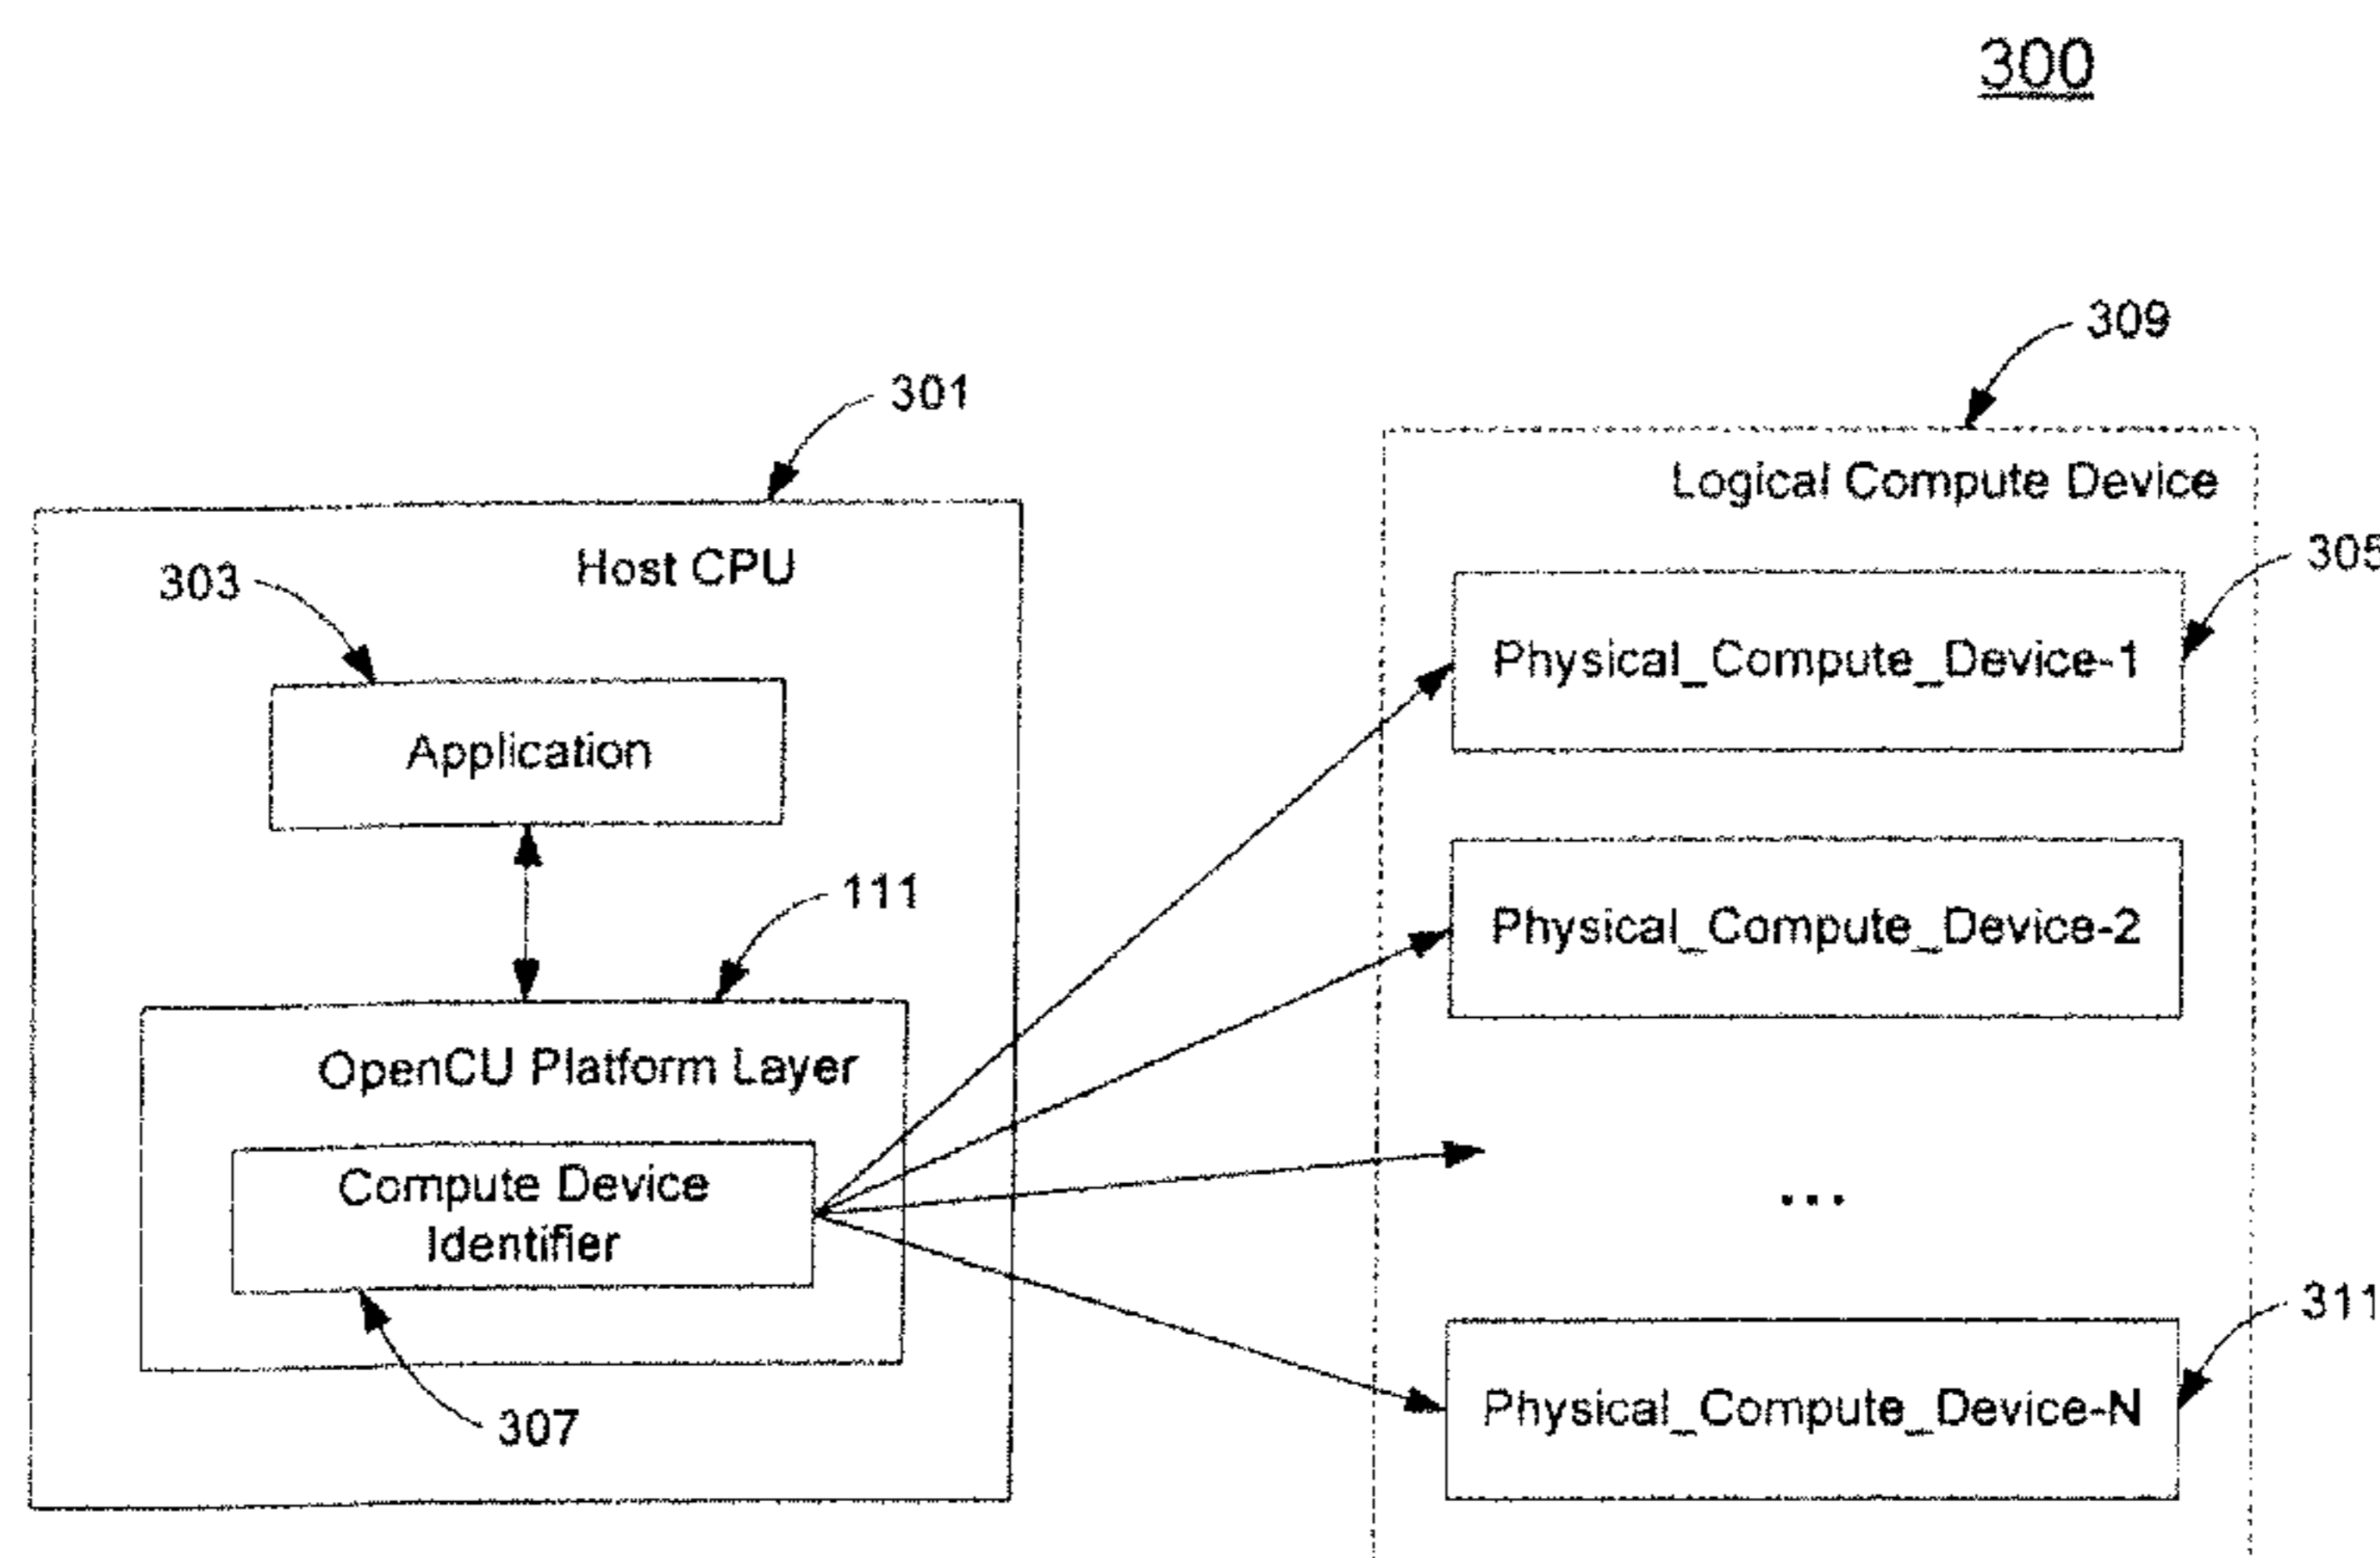 300
309
301
Logical Compute Device
Host CPU
303
305
Physical_Compute_Device-1
Application
111
Physical_Compute_Device-2
OpenCU Platform Layer
Compute Device
Identifier
...
311
307
Physical_Compute_Device-N